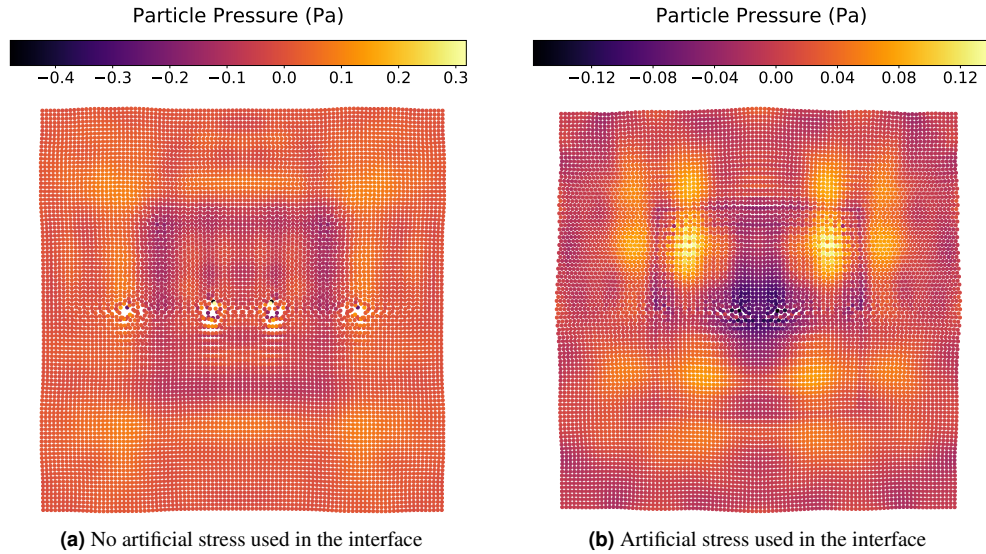 Particle Pressure (Pa)
−0.4 −0.3 −0.2 −0.1 0.0 0.1 0.2 0.3
(a) No artificial stress used in the interface
Particle Pressure (Pa)
−0.12 −0.08 −0.04 0.00 0.04 0.08 0.12
(b) Artificial stress used in the interface